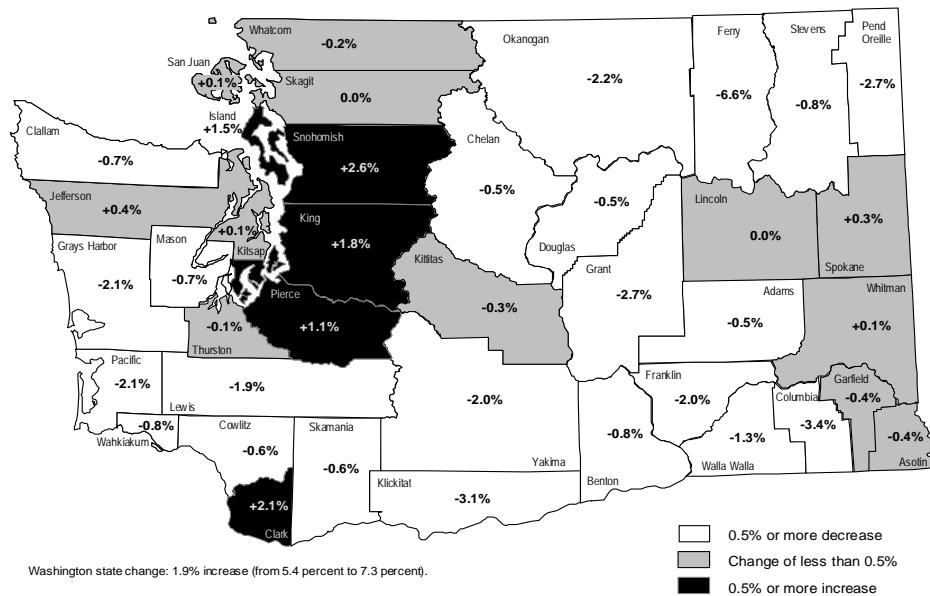 Whatcom
-0.2%
Okanogan
-2.2%
Ferry
-6.6%
Stevens
-0.8%
Pend
Oreille
-2.7%
San Juan
+0.1%
Skagit
0.0%
Island
+1.5%
Snohomish
+2.6%
Chelan
-0.5%
Clallam
-0.7%
Jefferson
+0.4%
Kitsap
+0.1%
King
+1.8%
Douglas
-0.5%
Lincoln
0.0%
Spokane
+0.3%
Grays Harbor
-2.1%
Mason
-0.7%
Kittitas
-0.3%
Grant
-2.7%
Adams
-0.5%
Whitman
+0.1%
Pierce
+1.1%
Thurston
-0.1%
Pacific
-2.1%
Lewis
-1.9%
Yakima
-2.0%
Franklin
-2.0%
Columbia
-3.4%
Garfield
-0.4%
Wahkiakum
-0.8%
Cowlitz
-0.6%
Skamania
-0.6%
Benton
-0.8%
Walla Walla
-1.3%
Asotin
-0.4%
Clark
+2.1%
Klickitat
-3.1%
0.5% or more decrease
Change of less than 0.5%
0.5% or more increase
Washington state change: 1.9% increase (from 5.4 percent to 7.3 percent).